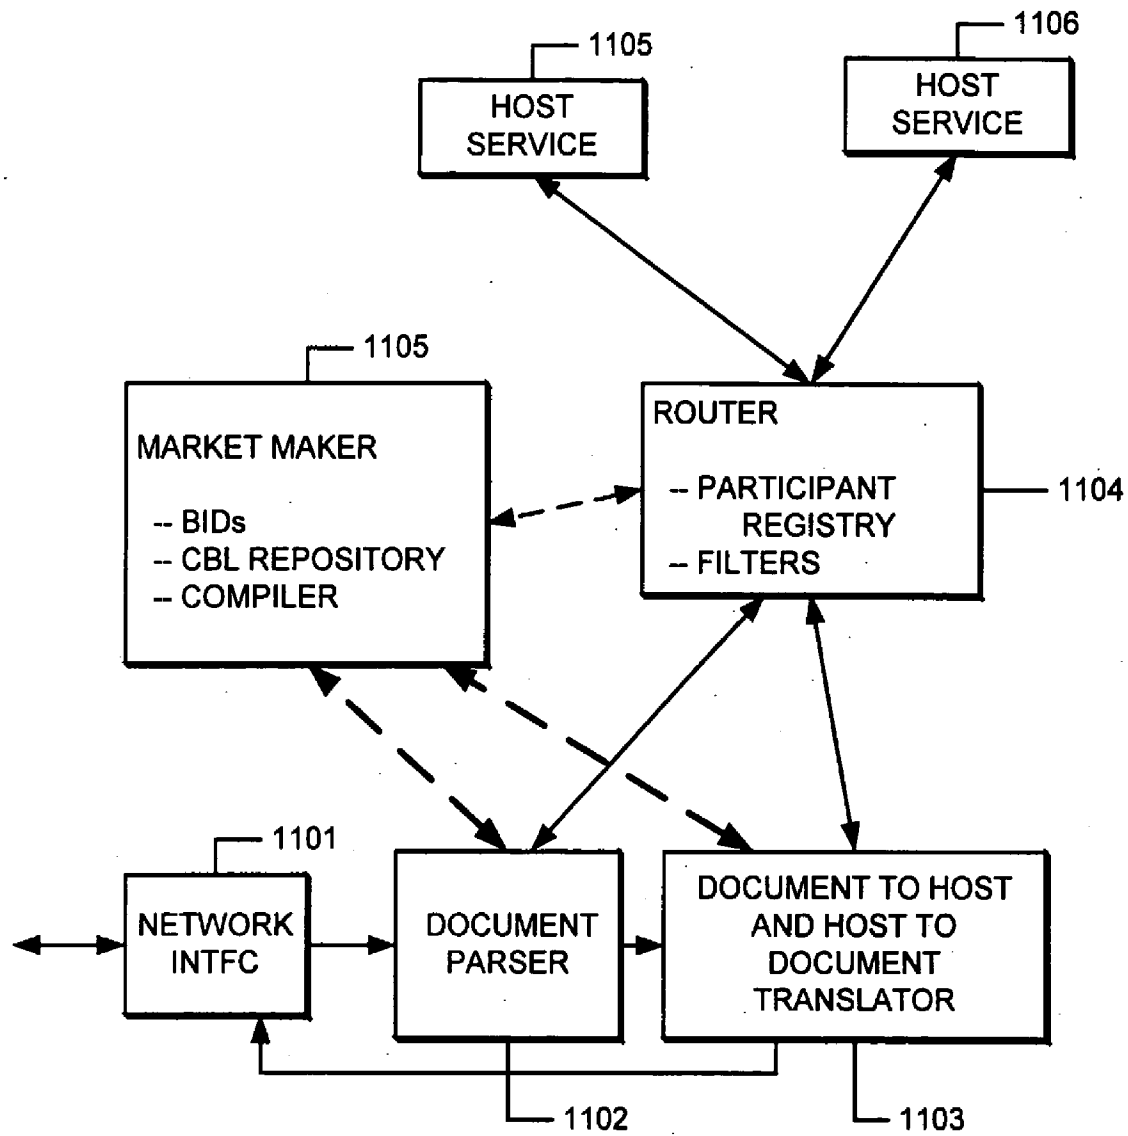 1105
1106
HOST
SERVICE
HOST
SERVICE
1105
MARKET MAKER
-- BIDs
-- CBL REPOSITORY
-- COMPILER
ROUTER
-- PARTICIPANT
REGISTRY
-- FILTERS
1104
1101
NETWORK
INTFC
DOCUMENT
PARSER
DOCUMENT TO HOST
AND HOST TO
DOCUMENT
TRANSLATOR
1102
1103